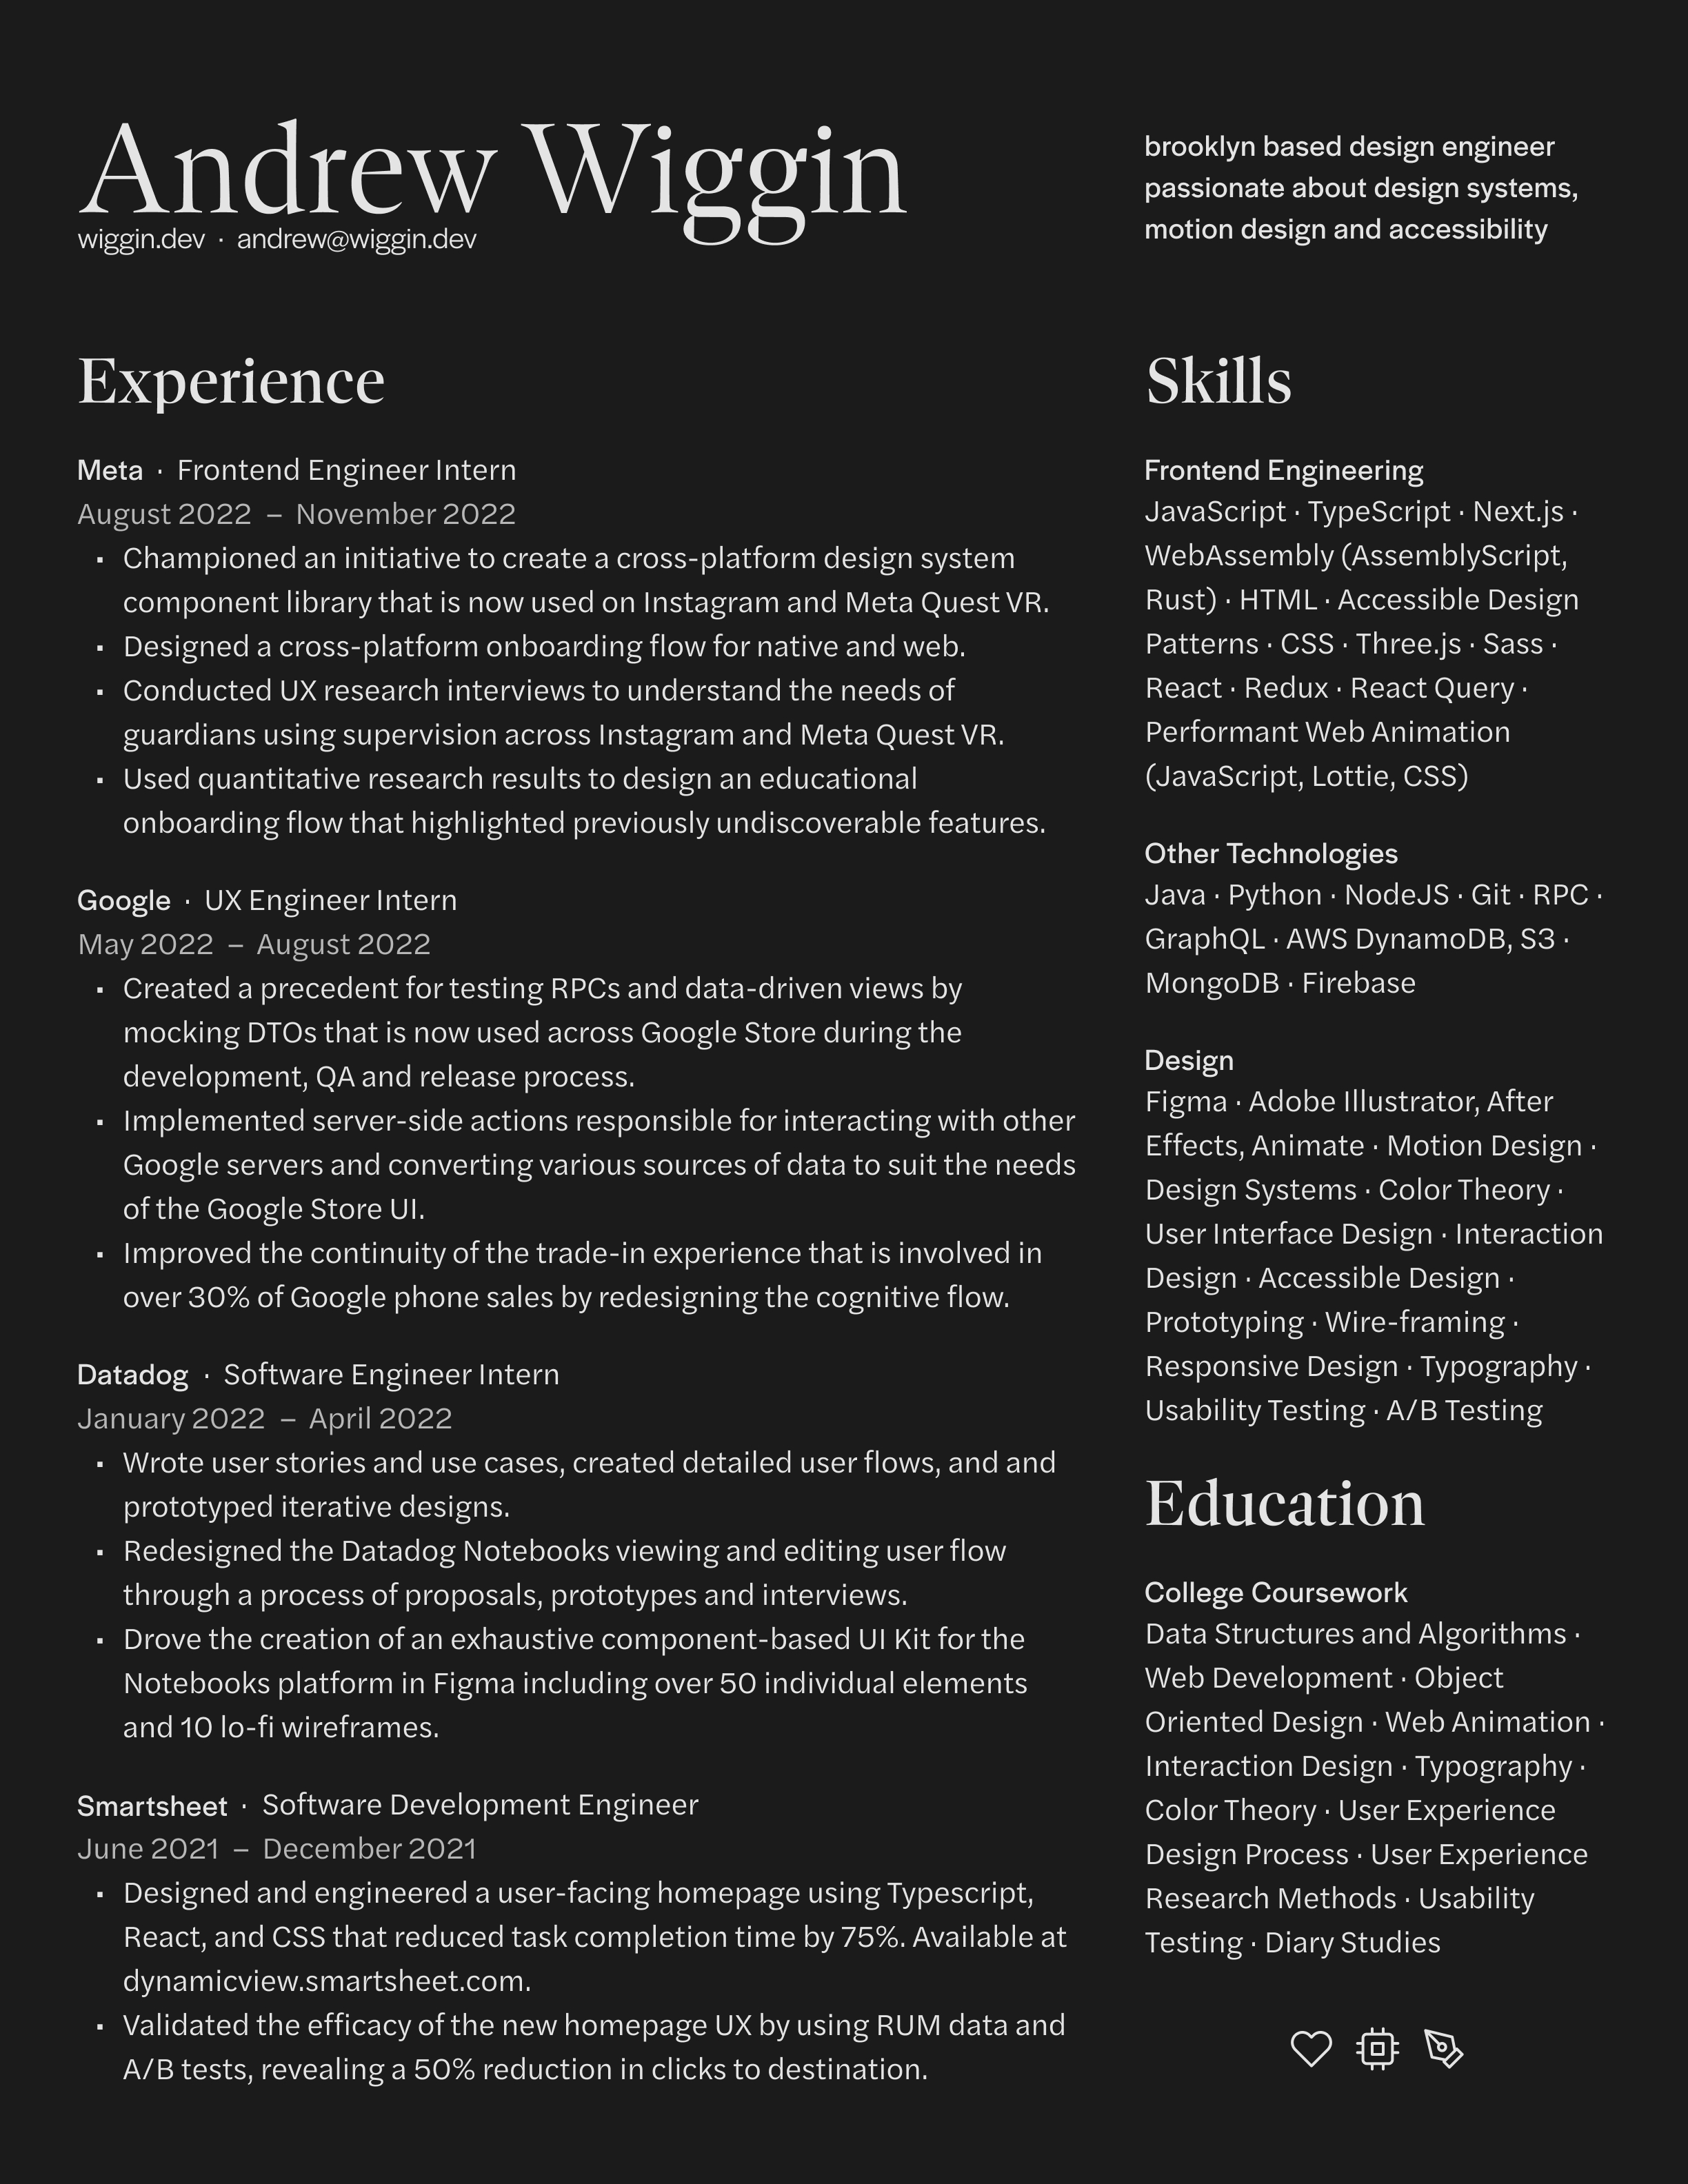 Andrew Wiggin
wiggin.dev · andrew@wiggin.dev
brooklyn based design engineer
passionate about design systems,
motion design and accessibility
Experience
Meta · Frontend Engineer Intern
August 2022 – November 2022
▪ Championed an initiative to create a cross-platform design system
component library that is now used on Instagram and Meta Quest VR.
▪ Designed a cross-platform onboarding flow for native and web.
▪ Conducted UX research interviews to understand the needs of
guardians using supervision across Instagram and Meta Quest VR.
▪ Used quantitative research results to design an educational
onboarding flow that highlighted previously undiscoverable features.
Google · UX Engineer Intern
May 2022 – August 2022
▪ Created a precedent for testing RPCs and data-driven views by
mocking DTOs that is now used across Google Store during the
development, QA and release process.
▪ Implemented server-side actions responsible for interacting with other
Google servers and converting various sources of data to suit the needs
of the Google Store UI.
▪ Improved the continuity of the trade-in experience that is involved in
over 30% of Google phone sales by redesigning the cognitive flow.
Datadog · Software Engineer Intern
January 2022 – April 2022
▪ Wrote user stories and use cases, created detailed user flows, and and
prototyped iterative designs.
▪ Redesigned the Datadog Notebooks viewing and editing user flow
through a process of proposals, prototypes and interviews.
▪ Drove the creation of an exhaustive component-based UI Kit for the
Notebooks platform in Figma including over 50 individual elements
and 10 lo-fi wireframes.
Smartsheet · Software Development Engineer
June 2021 – December 2021
▪ Designed and engineered a user-facing homepage using Typescript,
React, and CSS that reduced task completion time by 75%. Available at
dynamicview.smartsheet.com.
▪ Validated the efficacy of the new homepage UX by using RUM data and
A/B tests, revealing a 50% reduction in clicks to destination.
Skills
Frontend Engineering
JavaScript · TypeScript · Next.js ·
WebAssembly (AssemblyScript,
Rust) · HTML · Accessible Design
Patterns · CSS · Three.js · Sass ·
React · Redux · React Query ·
Performant Web Animation
(JavaScript, Lottie, CSS)
Other Technologies
Java · Python · NodeJS · Git · RPC ·
GraphQL · AWS DynamoDB, S3 ·
MongoDB · Firebase
Design
Figma · Adobe Illustrator, After
Effects, Animate · Motion Design ·
Design Systems · Color Theory ·
User Interface Design · Interaction
Design · Accessible Design ·
Prototyping · Wire-framing ·
Responsive Design · Typography ·
Usability Testing · A/B Testing
Education
College Coursework
Data Structures and Algorithms ·
Web Development · Object
Oriented Design · Web Animation ·
Interaction Design · Typography ·
Color Theory · User Experience
Design Process · User Experience
Research Methods · Usability
Testing · Diary Studies